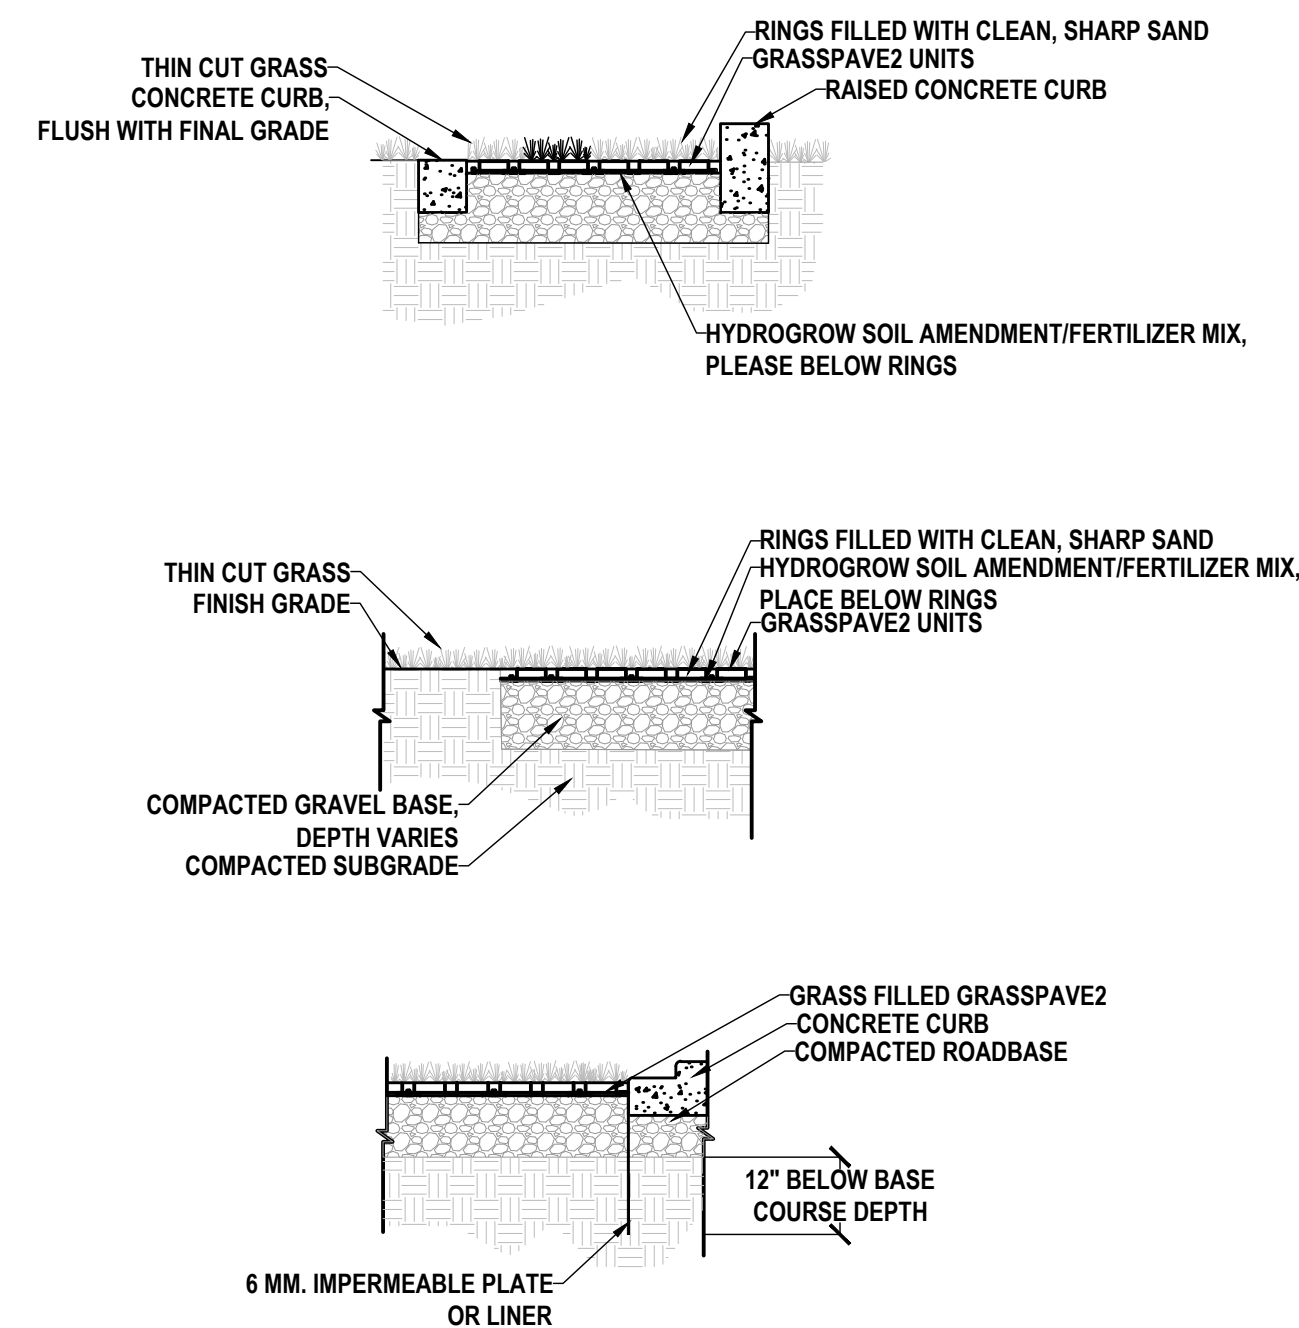 THIN CUT GRASS
CONCRETE CURB,
FLUSH WITH FINAL GRADE
RINGS FILLED WITH CLEAN, SHARP SAND
GRASSPAVE2 UNITS
RAISED CONCRETE CURB
HYDROGROW SOIL AMENDMENT/FERTILIZER MIX,
PLEASE BELOW RINGS
THIN CUT GRASS
FINISH GRADE
RINGS FILLED WITH CLEAN, SHARP SAND
HYDROGROW SOIL AMENDMENT/FERTILIZER MIX,
PLACE BELOW RINGS
GRASSPAVE2 UNITS
COMPACTED GRAVEL BASE,
DEPTH VARIES
COMPACTED SUBGRADE
GRASS FILLED GRASSPAVE2
CONCRETE CURB
COMPACTED ROADBASE
12" BELOW BASE
COURSE DEPTH
6 MM. IMPERMEABLE PLATE
OR LINER